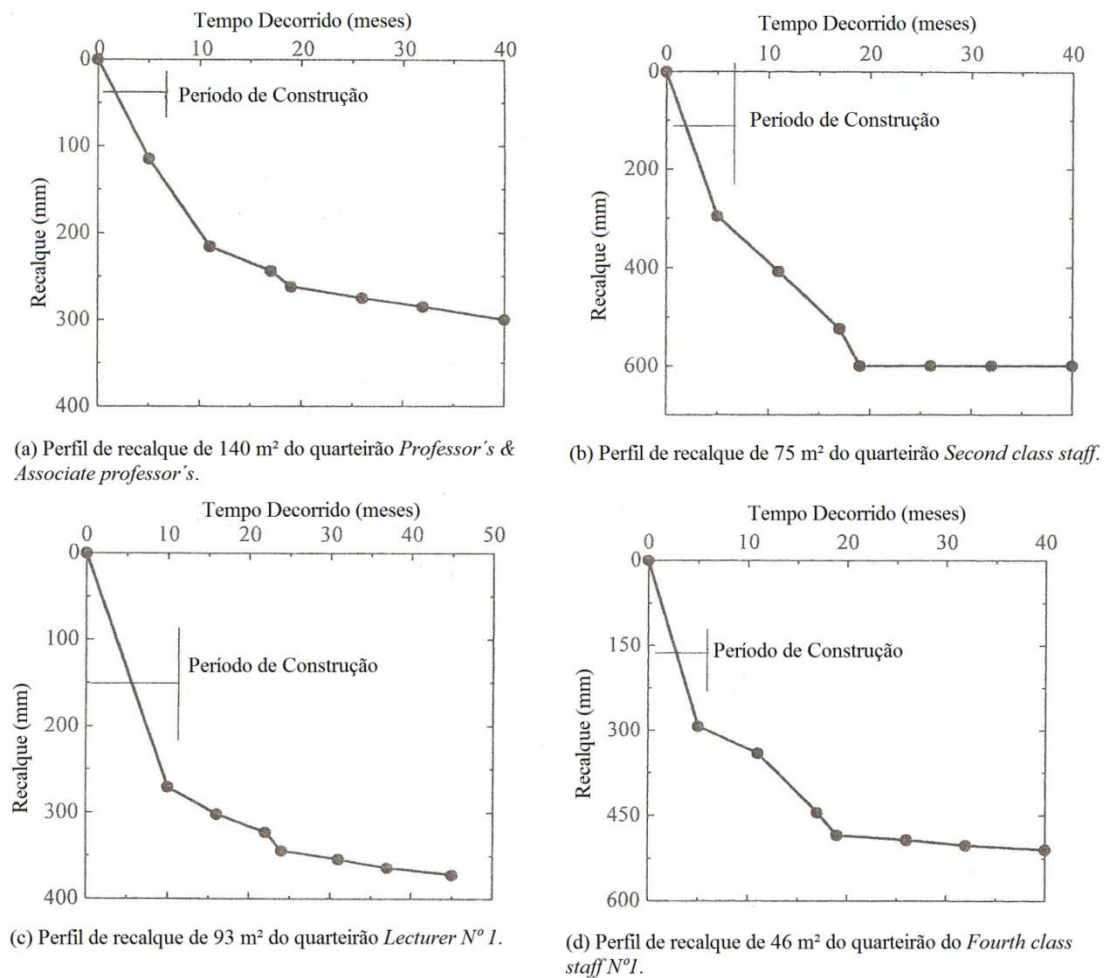 Tempo Decorrido (meses)
0 10 20 30 40
0
100
200
300
400
Recalque (mm)
Período de Construção
(a) Perfil de recalque de 140 m² do quarteirão Professor´s &
Associate professor´s.
Tempo Decorrido (meses)
0 10 20 30 40
0
200
400
600
Recalque (mm)
Período de Construção
(b) Perfil de recalque de 75 m² do quarteirão Second class staff.
Tempo Decorrido (meses)
0 10 20 30 40 50
0
100
200
300
400
Recalque (mm)
Período de Construção
(c) Perfil de recalque de 93 m² do quarteirão Lecturer Nº 1.
Tempo Decorrido (meses)
0 10 20 30 40
0
150
300
450
600
Recalque (mm)
Período de Construção
(d) Perfil de recalque de 46 m² do quarteirão do Fourth class
staff Nº1.